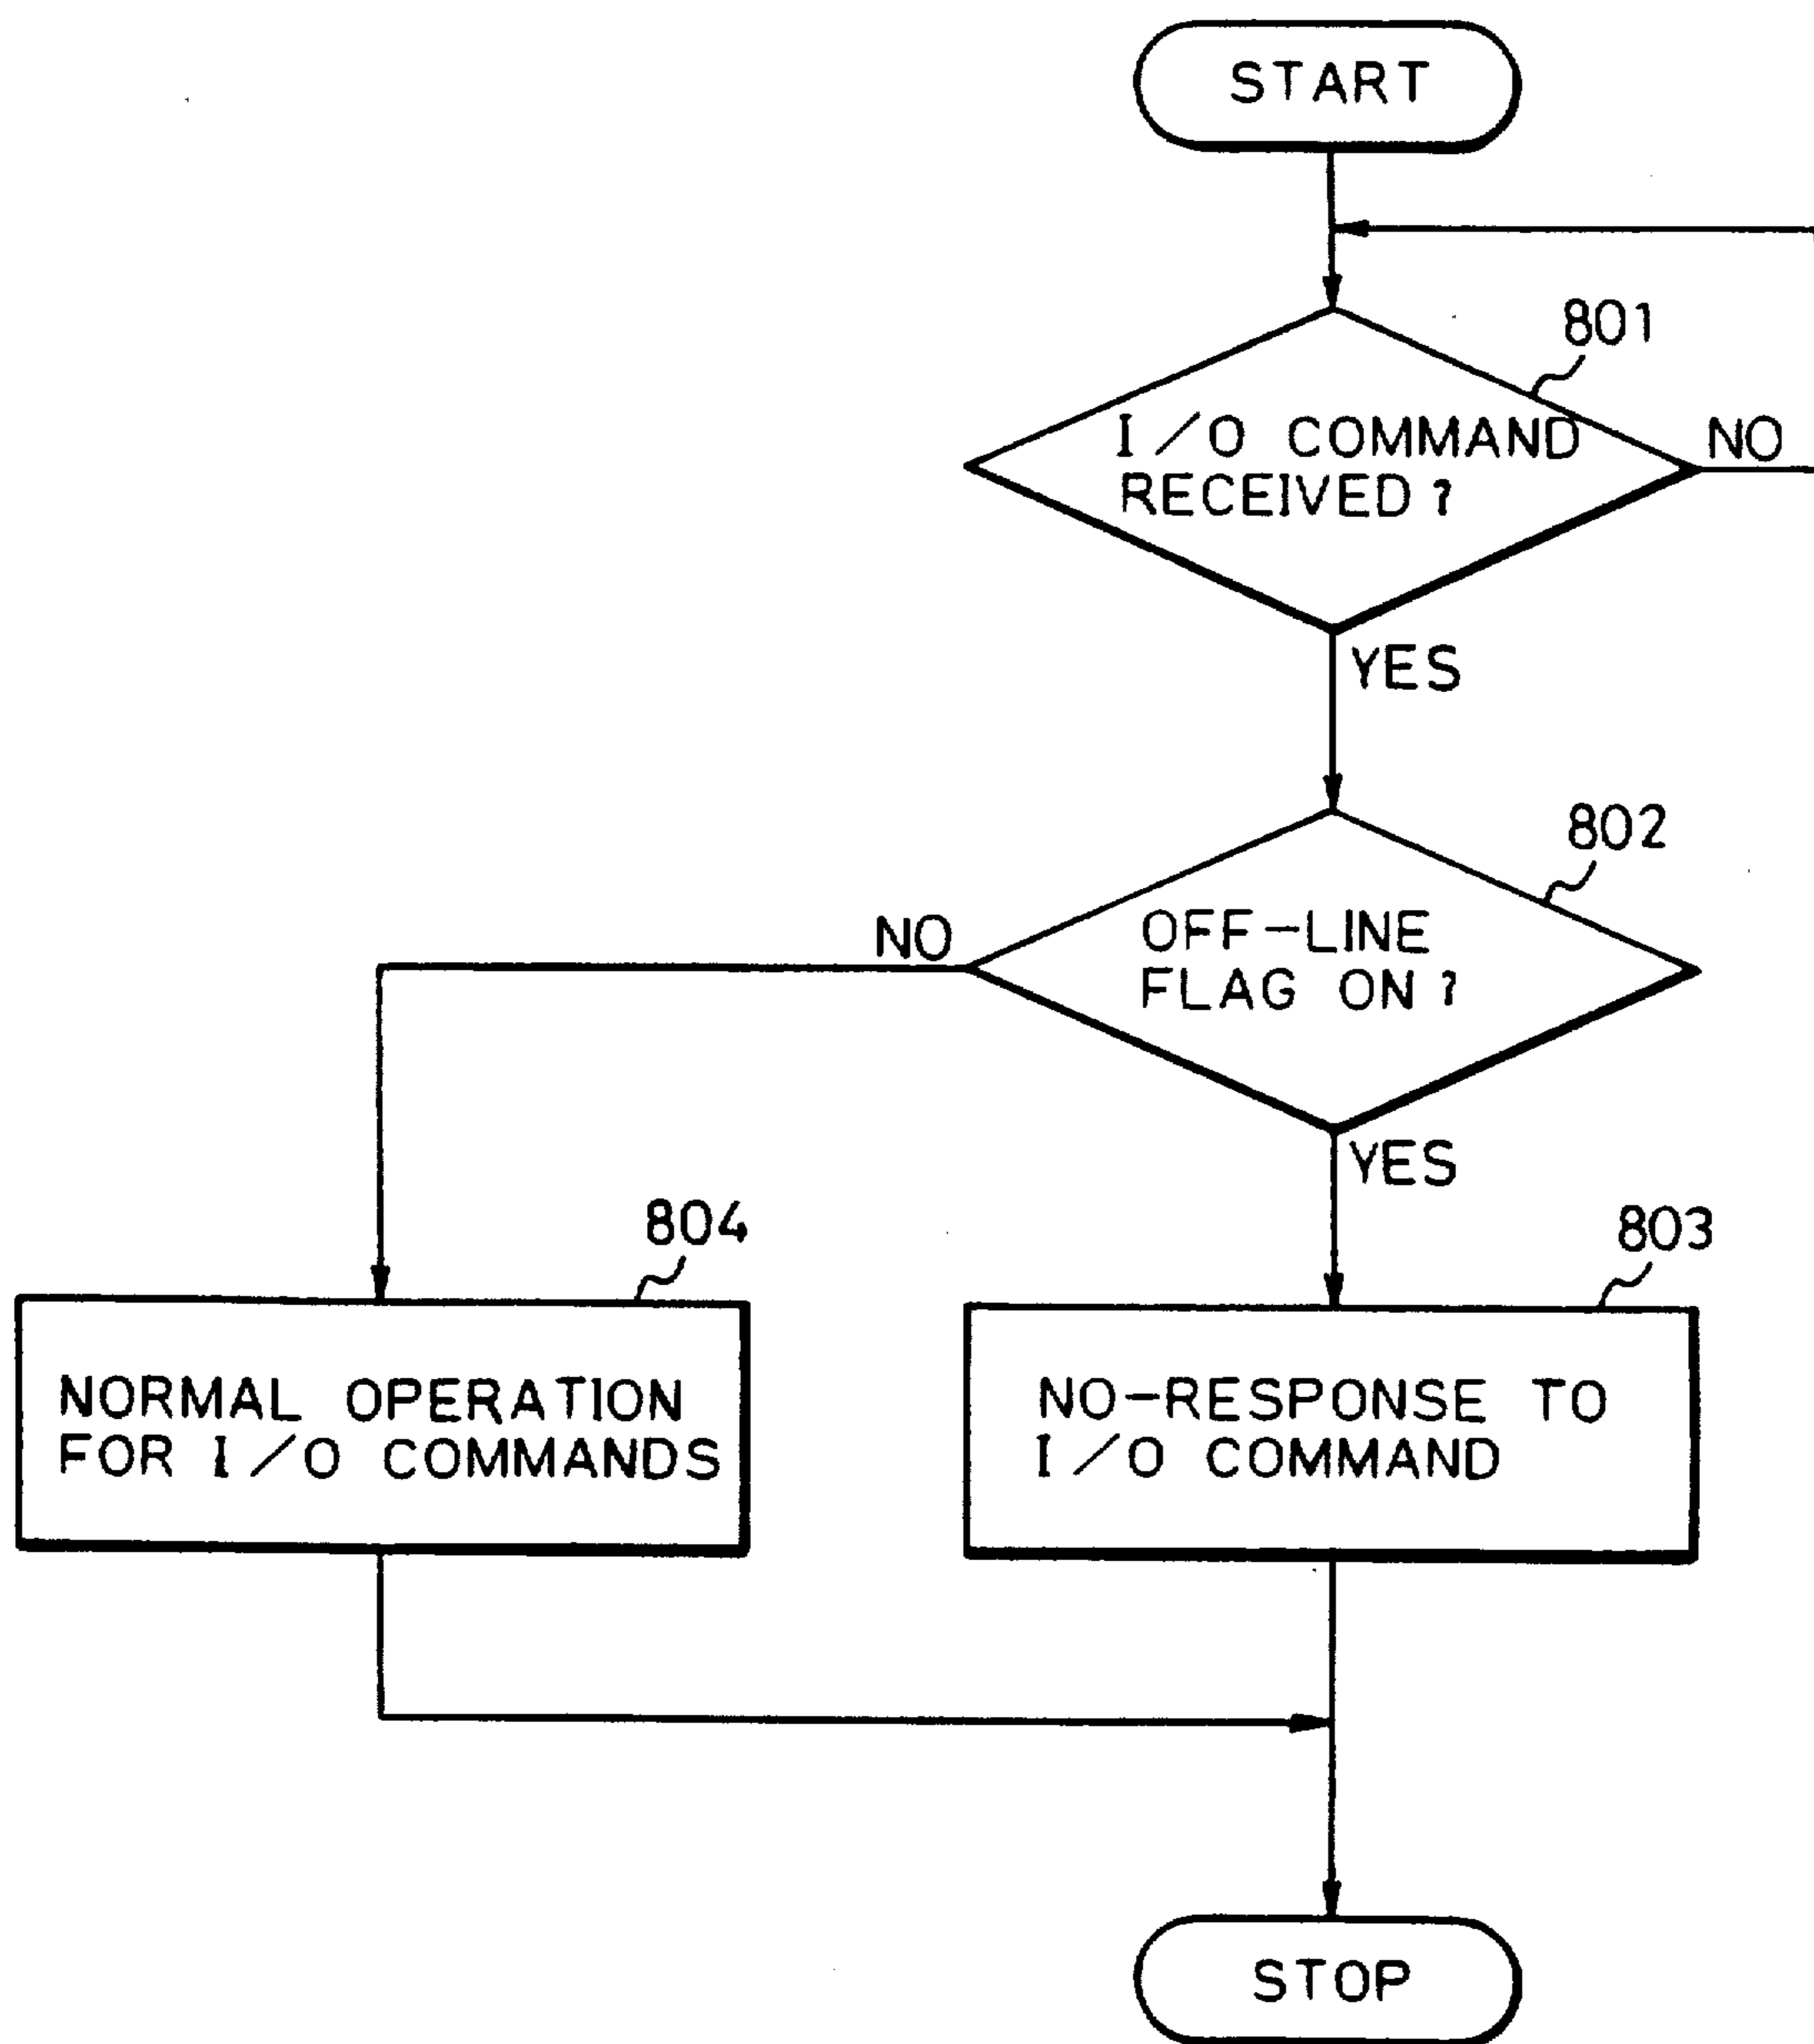 START
801
I/O COMMAND
RECEIVED?
NO
YES
802
OFF-LINE
FLAG ON?
NO
YES
804
803
NORMAL OPERATION
FOR I/O COMMANDS
NO-RESPONSE TO
I/O COMMAND
STOP